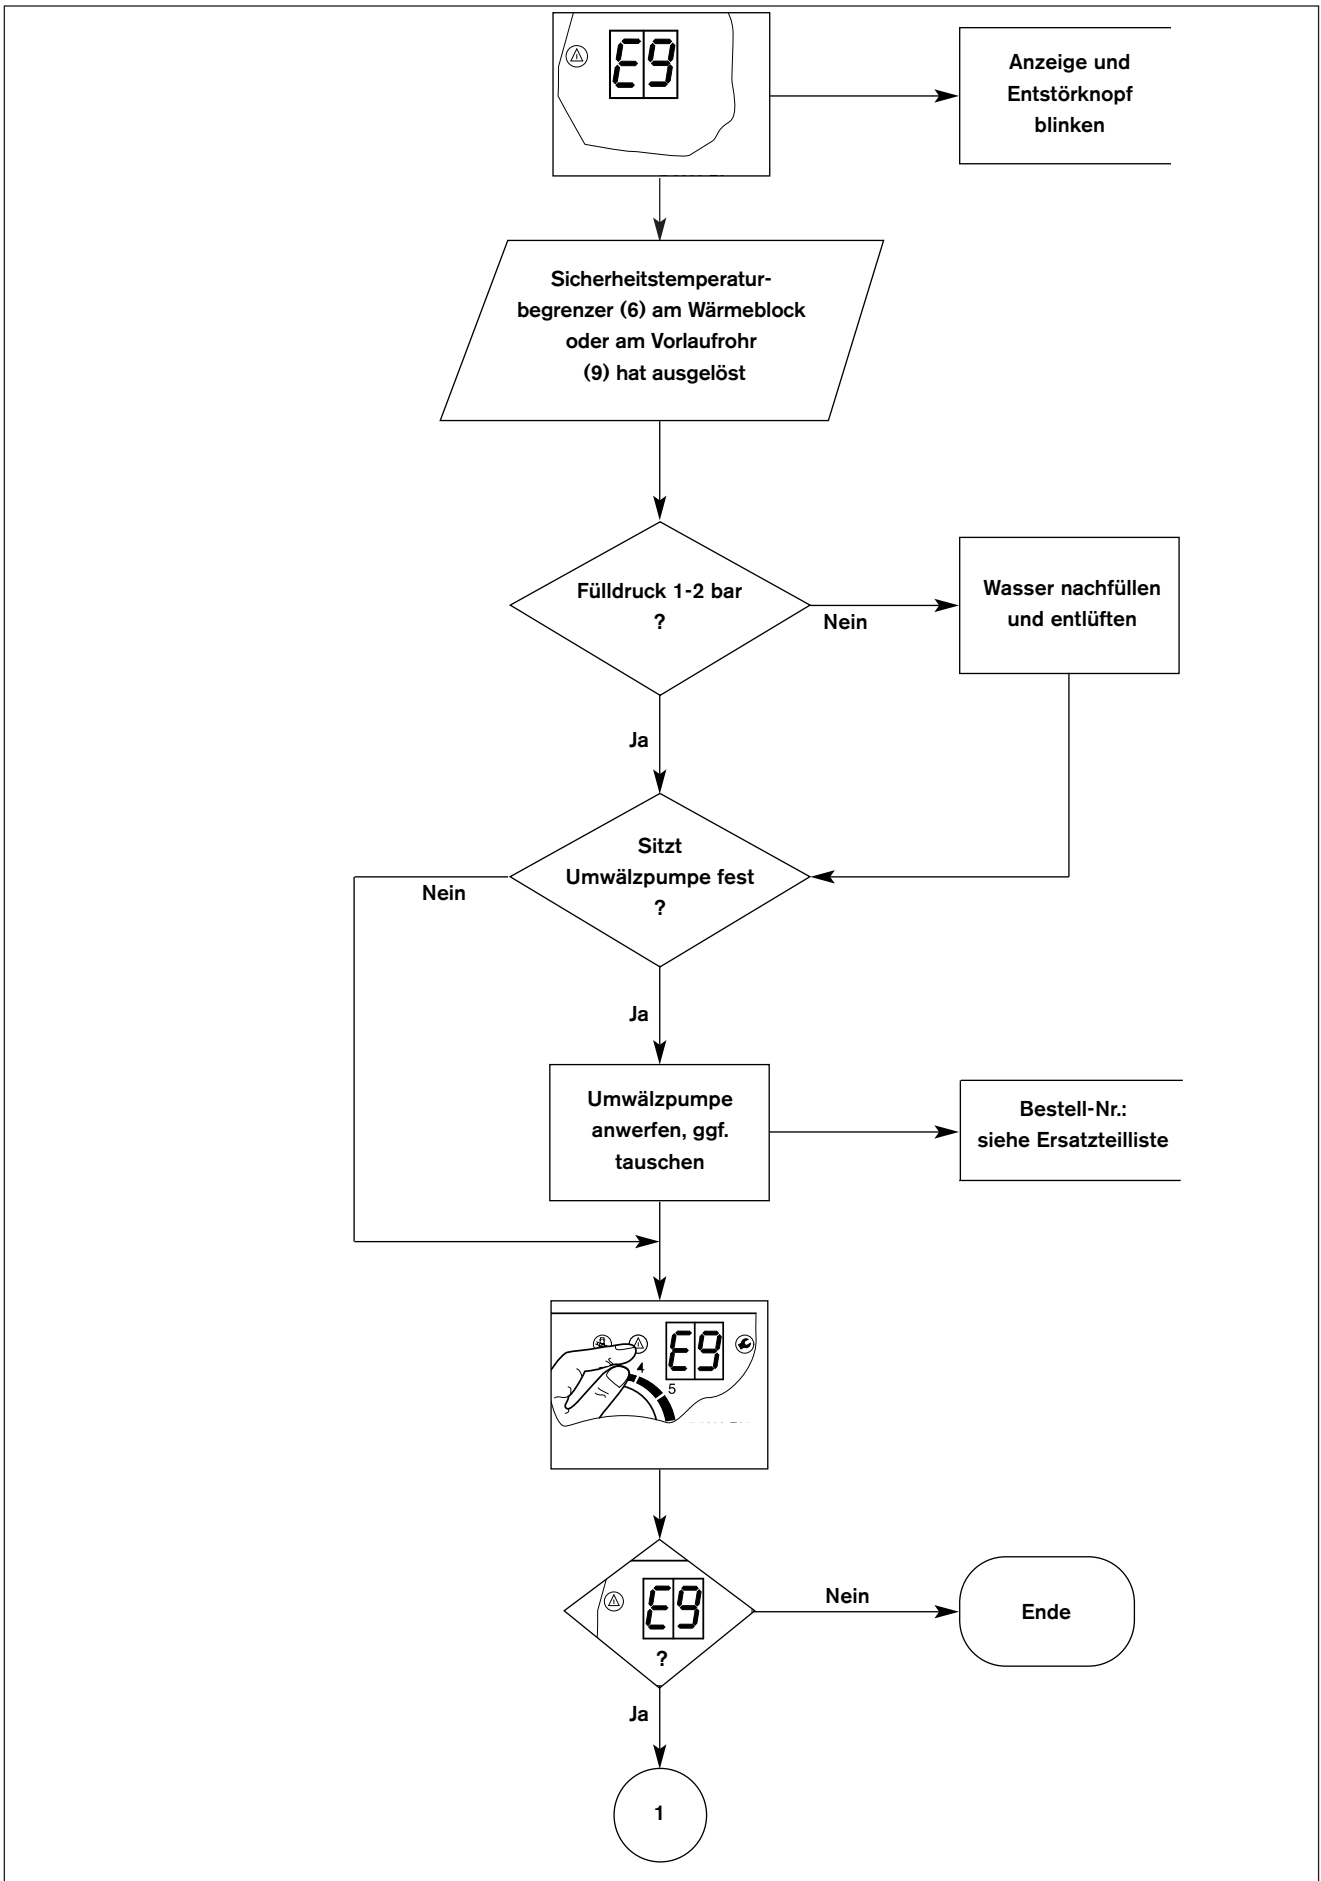 E9
Anzeige und
Entstörknopf
blinken
Sicherheitstemperatur-
begrenzer (6) am Wärmeblock
oder am Vorlaufrohr
(9) hat ausgelöst
Fülldruck 1-2 bar
?
Nein
Wasser nachfüllen
und entlüften
Ja
Sitzt
Umwälzpumpe fest
?
Nein
Ja
Umwälzpumpe
anwerfen, ggf.
tauschen
Bestell-Nr.:
siehe Ersatzteilliste
E9
4
5
E9
?
Nein
Ende
Ja
1